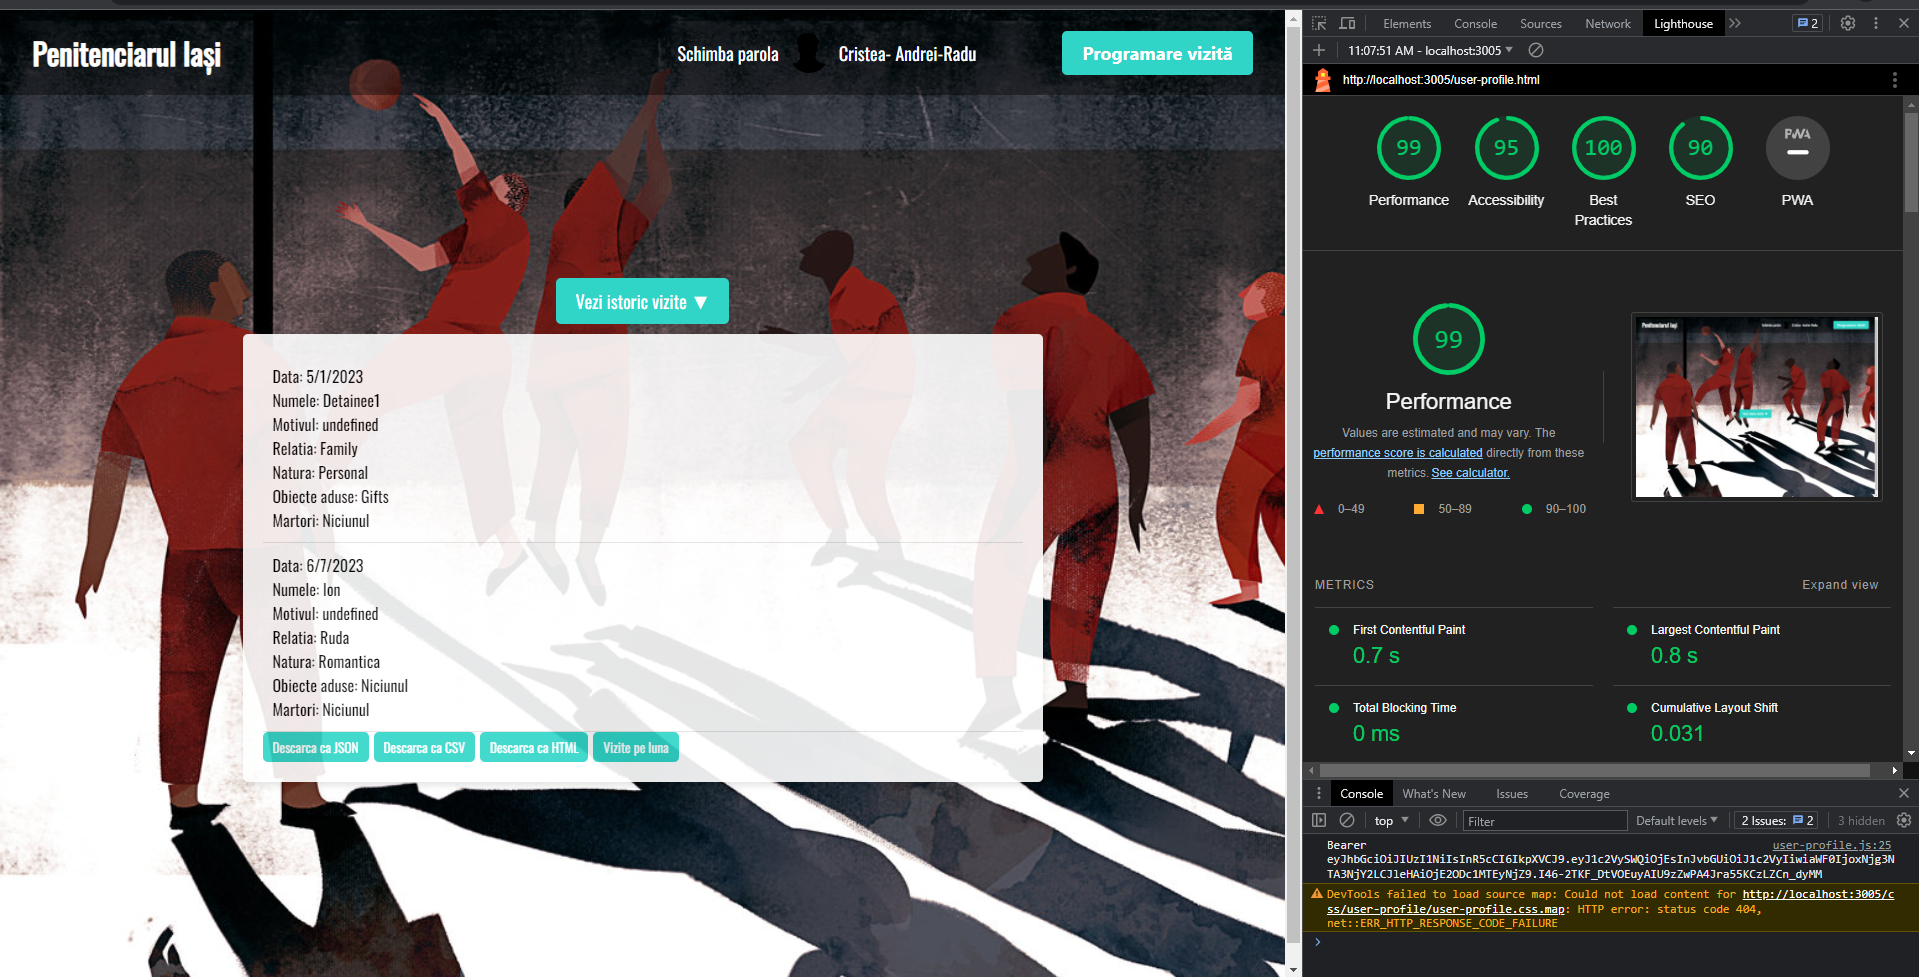 Penitenciarul Iași
Schimba parola
Cristea- Andrei-Radu
Programare vizită
Vezi istoric vizite ▼
Data: 5/1/2023
Numele: Detainee1
Motivul: undefined
Relatia: Family
Natura: Personal
Obiecte aduse: Gifts
Martori: Niciunul
Data: 6/7/2023
Numele: Ion
Motivul: undefined
Relatia: Ruda
Natura: Romantica
Obiecte aduse: Niciunul
Martori: Niciunul
Descarca ca JSON
Descarca ca CSV
Descarca ca HTML
Vizite pe luna
Elements
Console
Sources
Network
Lighthouse
2
11:07:51 AM - localhost:3005
http://localhost:3005/user-profile.html
99
95
100
90
PWA
Performance
Accessibility
Best
Practices
SEO
PWA
99
Performance
Values are estimated and may vary. The
performance score is calculated directly from these
metrics. See calculator.
0–49
50–89
90–100
METRICS
Expand view
First Contentful Paint
0.7 s
Largest Contentful Paint
0.8 s
Total Blocking Time
0 ms
Cumulative Layout Shift
0.031
Console
What's New
Issues
Coverage
top
Filter
Default levels
2 Issues:
2
3 hidden
Bearer
user-profile.js:25
DevTools failed to load source map: Could not load content for http://localhost:3005/c
ss/user-profile/user-profile.css.map: HTTP error: status code 404,
net::ERR_HTTP_RESPONSE_CODE_FAILURE